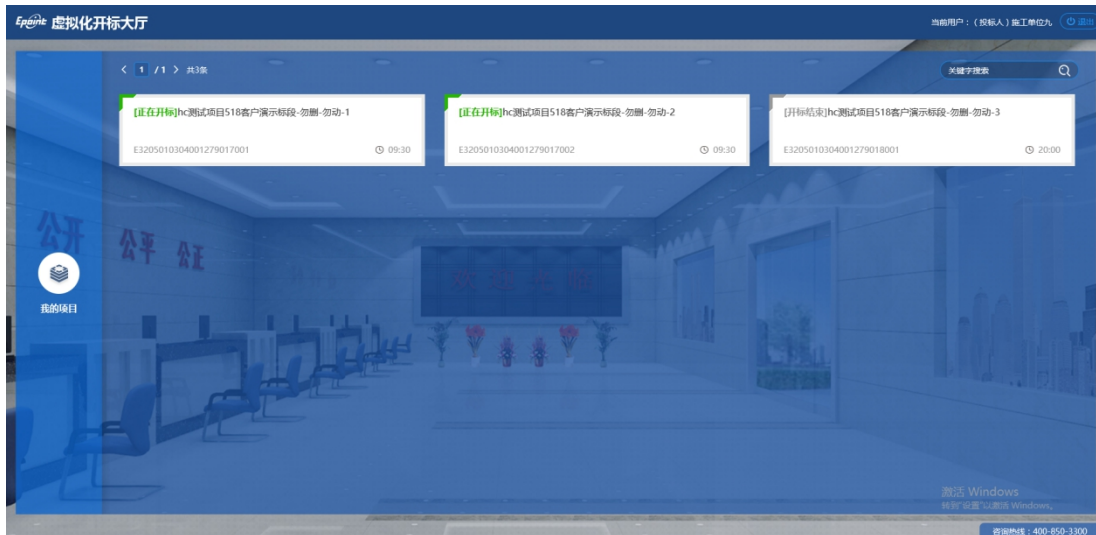 Epoint 虚拟化开标大厅
当前用户：（投标人）施工单位九 退出
1 /1 共3条
关键字搜索
[正在开标]hc测试项目518客户演示标段-勿删-勿动-1
E3205010304001279017001 09:30
[正在开标]hc测试项目518客户演示标段-勿删-勿动-2
E3205010304001279017002 09:30
[开标结束]hc测试项目518客户演示标段-勿删-勿动-3
E3205010304001279018001 20:00
公开 公平 公正
欢迎光临
我的项目
激活 Windows
转到"设置"以激活 Windows。
咨询热线：400-850-3300